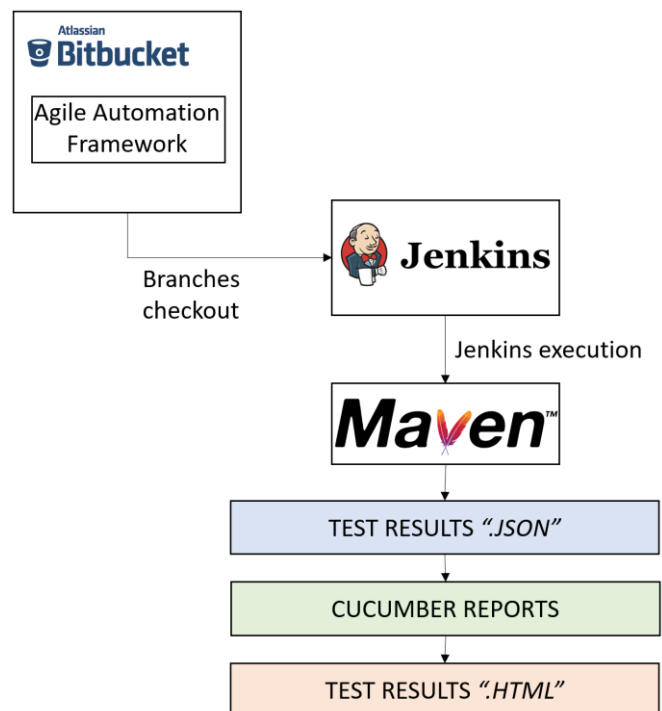 Atlassian
Bitbucket
Agile Automation
Framework
Branches
checkout
Jenkins
Jenkins execution
Maven™
TEST RESULTS “.JSON”
CUCUMBER REPORTS
TEST RESULTS “.HTML”